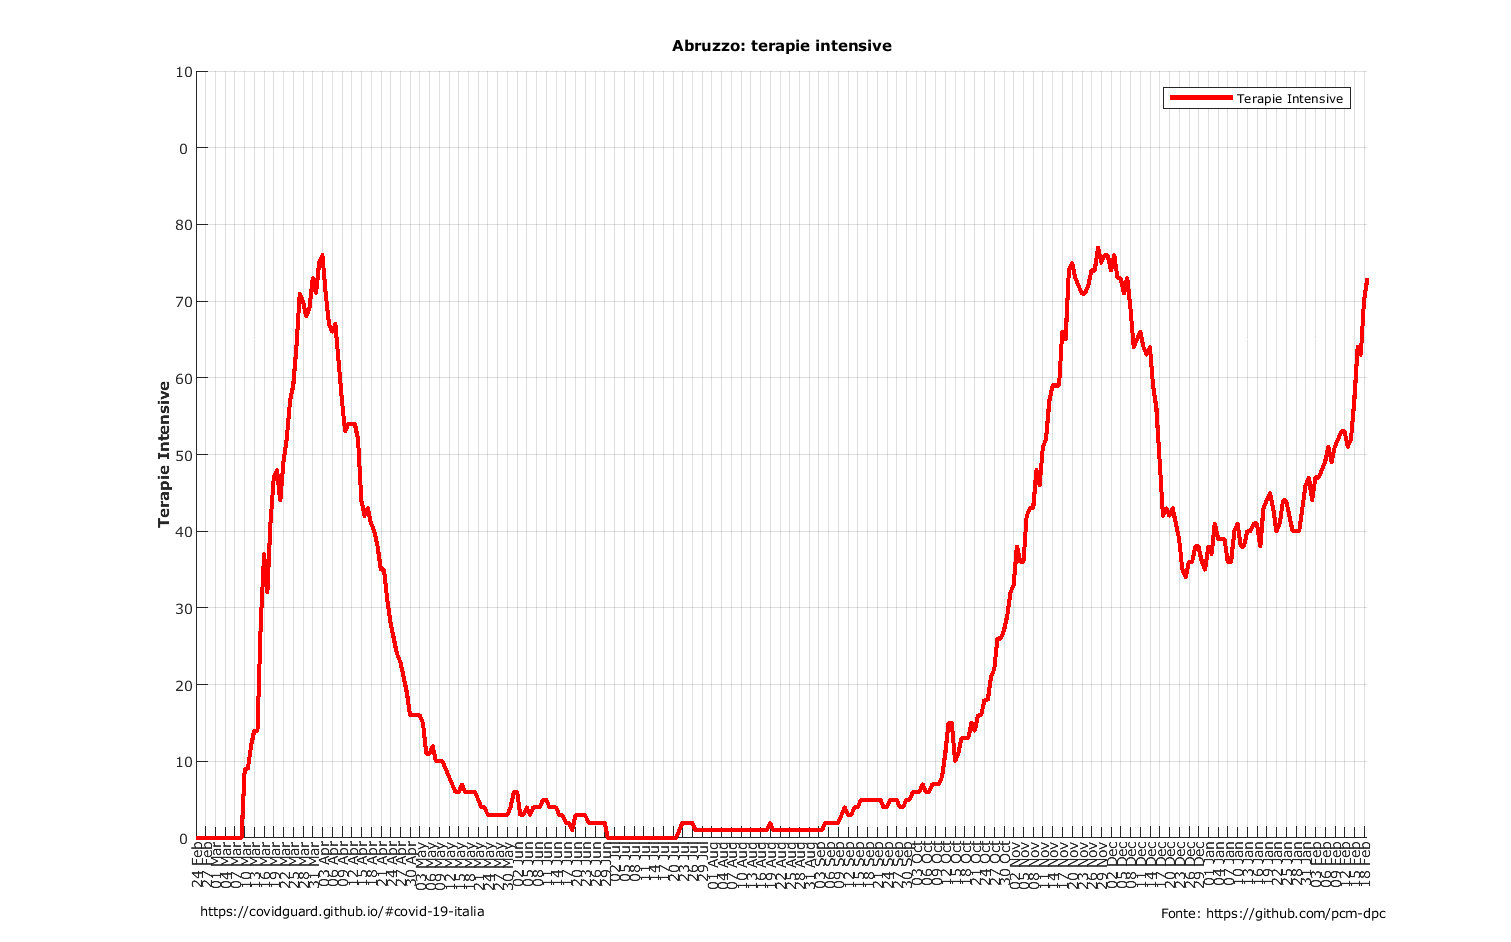 Abruzzo: terapie intensive
Terapie Intensive
10
0
80
70
60
50
40
30
20
10
0
Terapie Intensive
24 Feb
27 Feb
01 Mar
04 Mar
07 Mar
10 Mar
13 Mar
16 Mar
19 Mar
22 Mar
25 Mar
28 Mar
31 Mar
03 Apr
06 Apr
09 Apr
12 Apr
15 Apr
18 Apr
21 Apr
24 Apr
27 Apr
30 Apr
03 May
06 May
09 May
12 May
15 May
18 May
21 May
24 May
27 May
30 May
02 Jun
05 Jun
08 Jun
11 Jun
14 Jun
17 Jun
20 Jun
23 Jun
26 Jun
29 Jun
02 Jul
05 Jul
08 Jul
11 Jul
14 Jul
17 Jul
20 Jul
23 Jul
26 Jul
29 Jul
01 Aug
04 Aug
07 Aug
10 Aug
13 Aug
16 Aug
19 Aug
22 Aug
25 Aug
28 Aug
31 Aug
03 Sep
06 Sep
09 Sep
12 Sep
15 Sep
18 Sep
21 Sep
24 Sep
27 Sep
30 Sep
03 Oct
06 Oct
09 Oct
12 Oct
15 Oct
18 Oct
21 Oct
24 Oct
27 Oct
30 Oct
02 Nov
05 Nov
08 Nov
11 Nov
14 Nov
17 Nov
20 Nov
23 Nov
26 Nov
29 Nov
02 Dec
05 Dec
08 Dec
11 Dec
14 Dec
17 Dec
20 Dec
23 Dec
26 Dec
29 Dec
01 Jan
04 Jan
07 Jan
10 Jan
13 Jan
16 Jan
19 Jan
22 Jan
25 Jan
28 Jan
31 Jan
03 Feb
06 Feb
09 Feb
12 Feb
15 Feb
18 Feb
https://covidguard.github.io/#covid-19-italia
Fonte: https://github.com/pcm-dpc